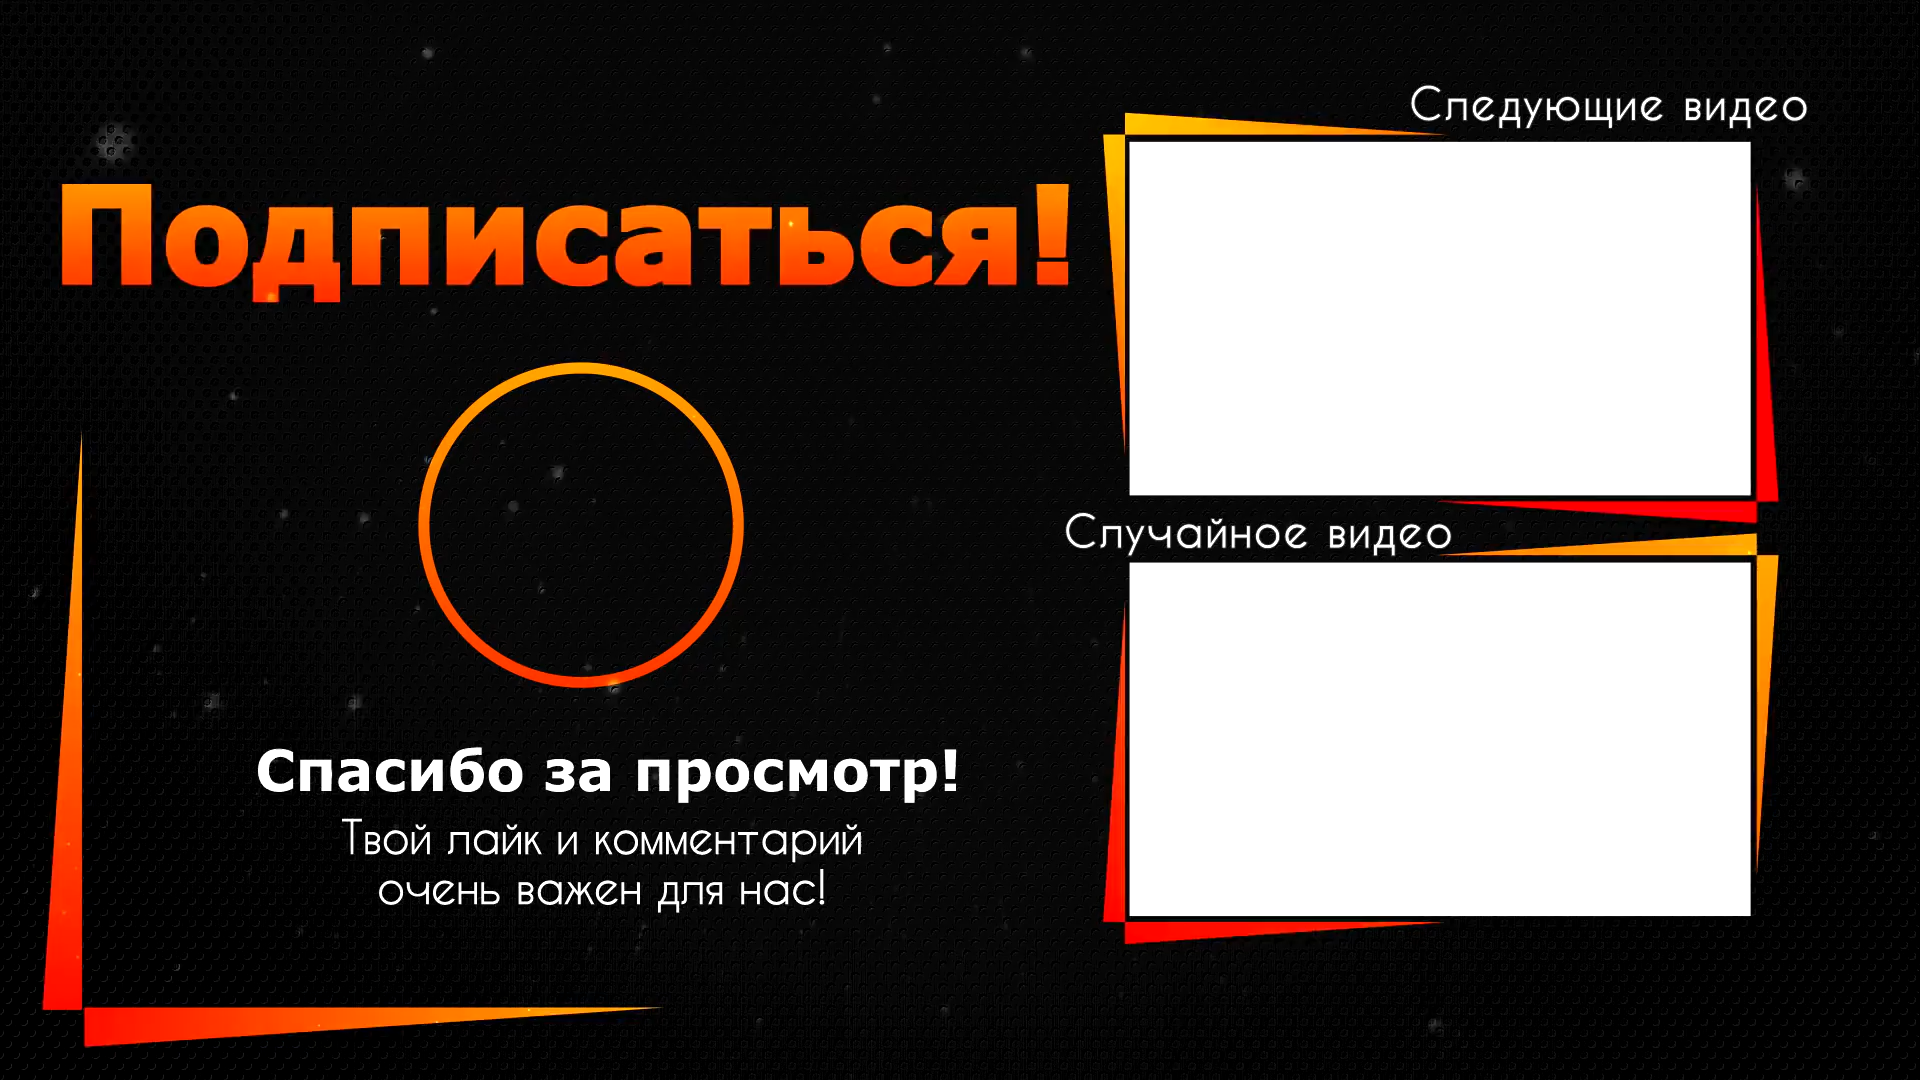 Подписаться!
Спасибо за просмотр!
Твой лайк и комментарий
очень важен для нас!
Следующие видео
Случайное видео